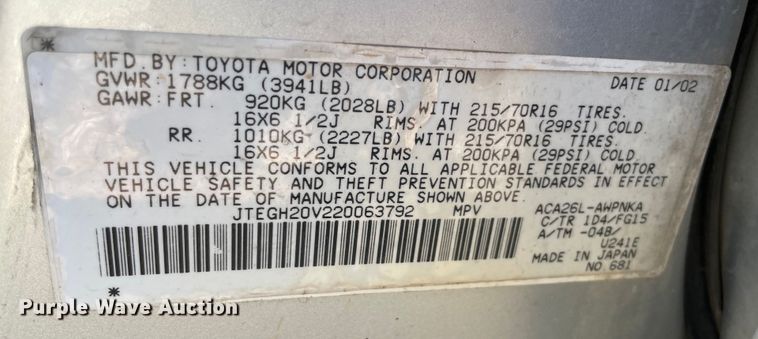 MFD.BY:TOYOTA MOTOR CORPORATION
GVWR:1788KG (3941LB) DATE 01/02
GAWR:FRT. 920KG (2028LB) WITH 215/70R16 TIRES.
16X6 1/2J RIMS. AT 200KPA (29PSI) COLD.
RR. 1010KG (2227LB) WITH 215/70R16 TIRES.
16X6 1/2J RIMS. AT 200KPA (29PSI) COLD.
THIS VEHICLE CONFORMS TO ALL APPLICABLE FEDERAL MOTOR
VEHICLE SAFETY AND THEFT PREVENTION STANDARDS IN EFFECT
ON THE DATE OF MANUFACTURE SHOWN ABOVE.
JTEGH20V220063792 MPV ACA26L-AWPNKA
C/TR 1D4/FG15
A/TM -04B/
U241E
MADE IN JAPAN
NO.681
Purple Wave Auction